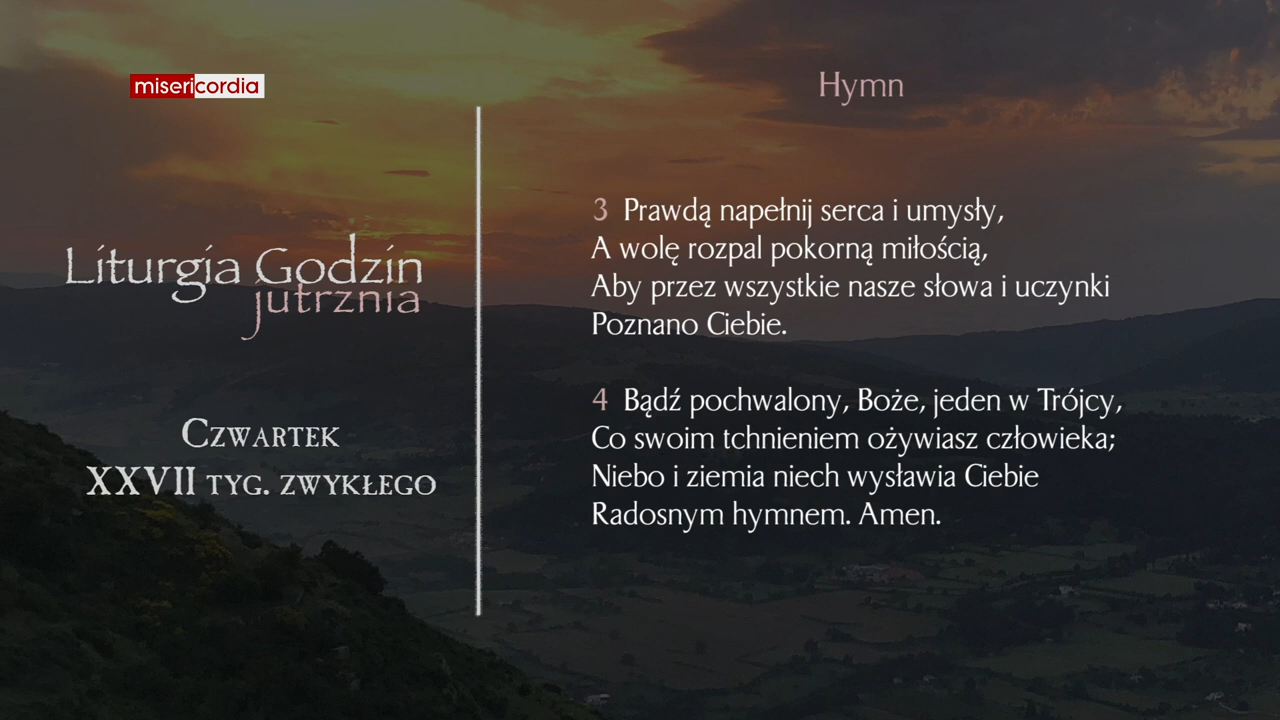 misericordia
Liturgia Godzin
jutrznia
Czwartek
XXVII tyg. zwykłego
Hymn
3 Prawdą napełnij serca i umysły,
A wolę rozpal pokorną miłością,
Aby przez wszystkie nasze słowa i uczynki
Poznano Ciebie.
4 Bądź pochwalony, Boże, jeden w Trójcy,
Co swoim tchnieniem ożywiasz człowieka;
Niebo i ziemia niech wysławia Ciebie
Radosnym hymnem. Amen.